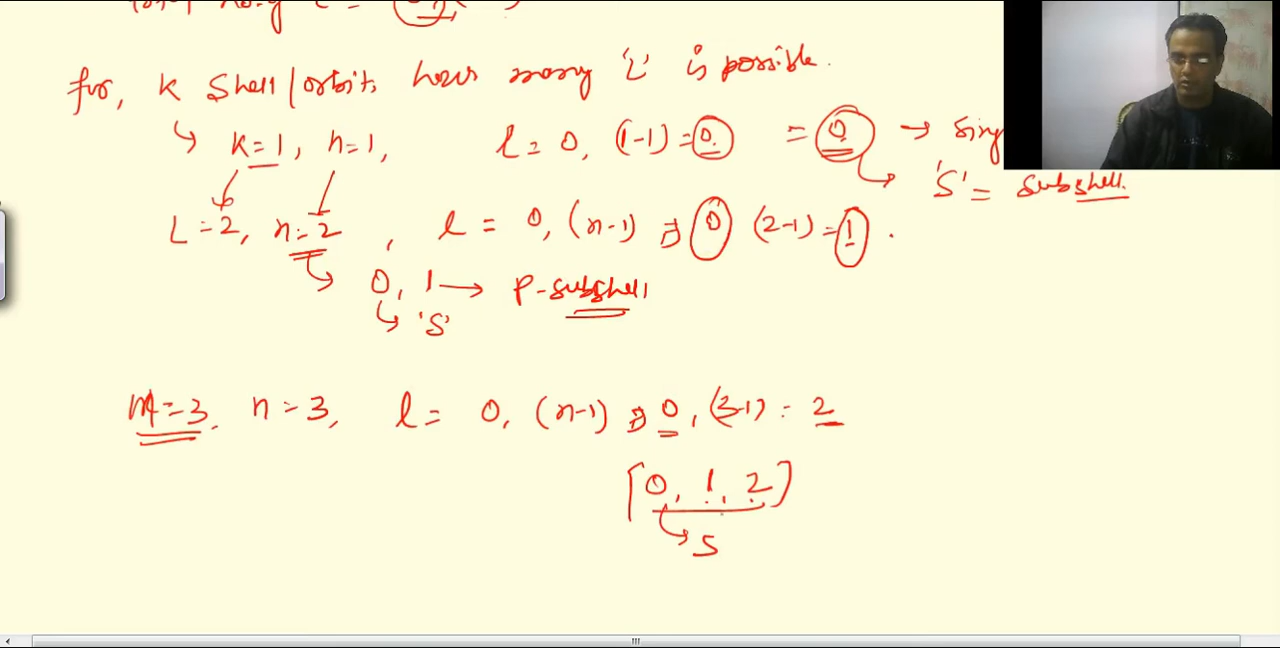 for, K Shell/orbit, how many 'l' is possible.
K=1, n=1, l = 0, (1-1) = 0 = 0 → Sing
'S' = subshell.
L = 2, n = 2, l = 0, (n-1) ⇒ 0 (2-1) = 1.
0, 1 → P-subshell
'S'
M=3, n=3, l = 0, (n-1) ⇒ 0, (3-1) = 2
[0, 1, 2]
S